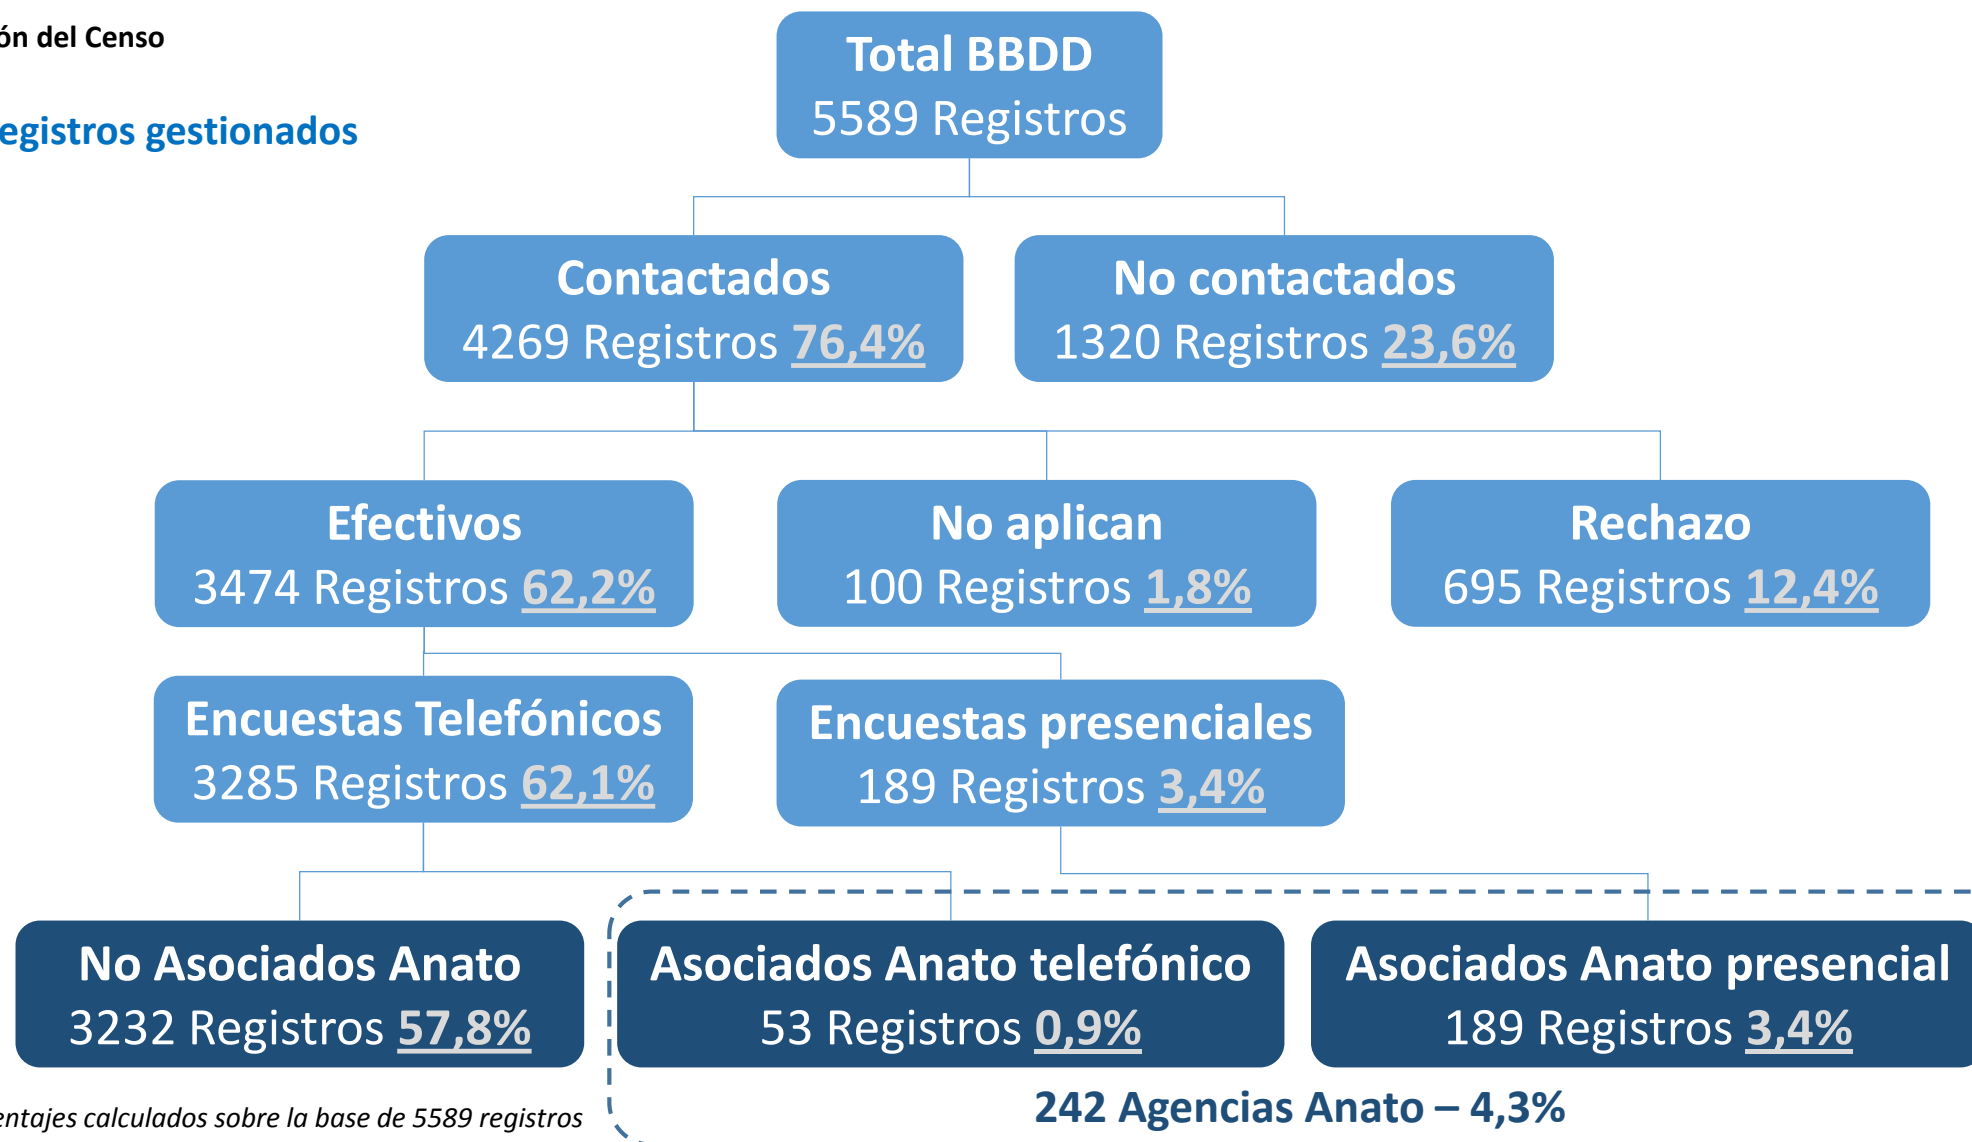 ón del Censo
egistros gestionados
Total BBDD
5589 Registros
Contactados
4269 Registros 76,4%
No contactados
1320 Registros 23,6%
Efectivos
3474 Registros 62,2%
No aplican
100 Registros 1,8%
Rechazo
695 Registros 12,4%
Encuestas Telefónicos
3285 Registros 62,1%
Encuestas presenciales
189 Registros 3,4%
No Asociados Anato
3232 Registros 57,8%
Asociados Anato telefónico
53 Registros 0,9%
Asociados Anato presencial
189 Registros 3,4%
242 Agencias Anato – 4,3%
entajes calculados sobre la base de 5589 registros